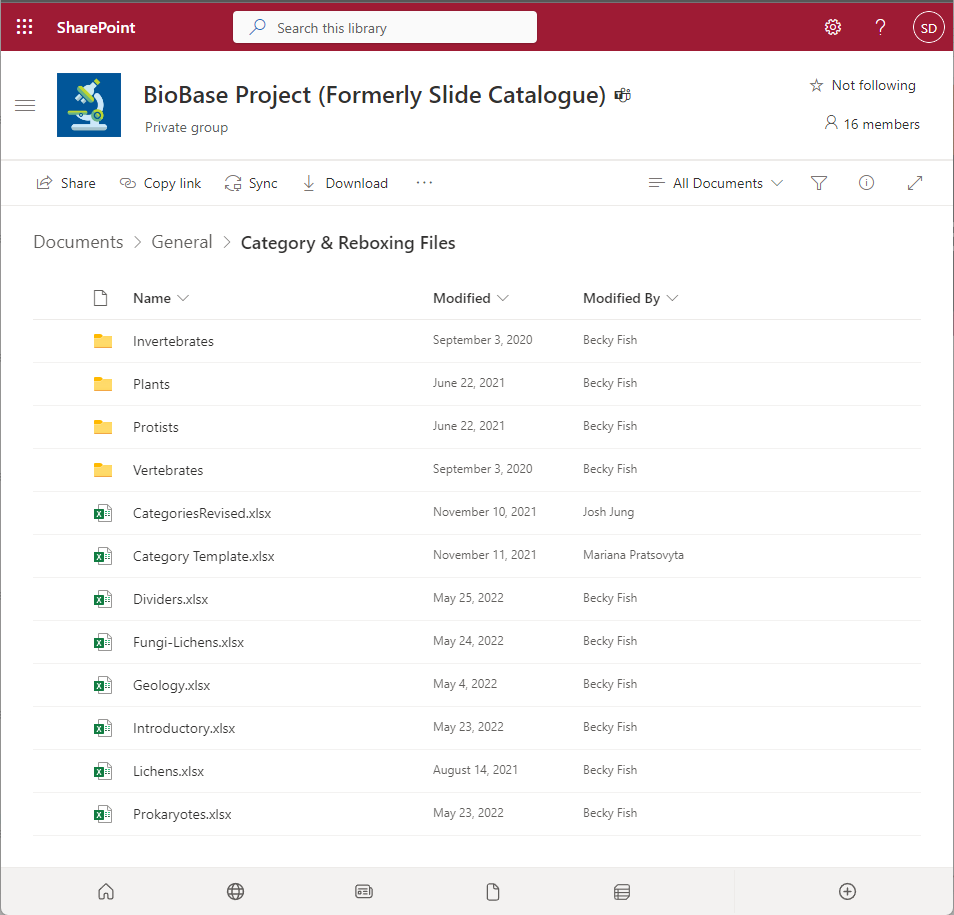 SharePoint
Search this library
?
SD
BioBase Project (Formerly Slide Catalogue)
Private group
Not following
16 members
Share Copy link Sync Download ··· All Documents
Documents > General > Category & Reboxing Files
Name Modified Modified By
Invertebrates September 3, 2020 Becky Fish
Plants June 22, 2021 Becky Fish
Protists June 22, 2021 Becky Fish
Vertebrates September 3, 2020 Becky Fish
CategoriesRevised.xlsx November 10, 2021 Josh Jung
Category Template.xlsx November 11, 2021 Mariana Pratsovyta
Dividers.xlsx May 25, 2022 Becky Fish
Fungi-Lichens.xlsx May 24, 2022 Becky Fish
Geology.xlsx May 4, 2022 Becky Fish
Introductory.xlsx May 23, 2022 Becky Fish
Lichens.xlsx August 14, 2021 Becky Fish
Prokaryotes.xlsx May 23, 2022 Becky Fish